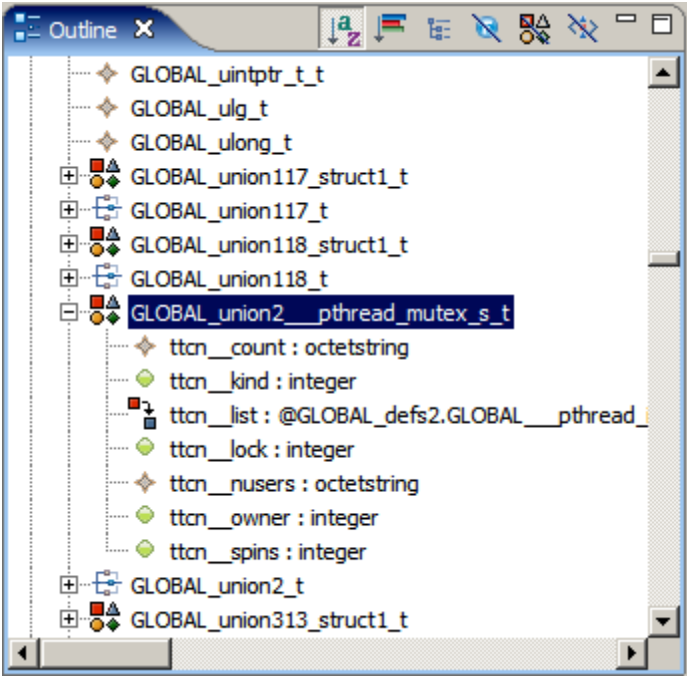 Outline
GLOBAL_uintptr_t_t
GLOBAL_ulg_t
GLOBAL_ulong_t
GLOBAL_union117_struct1_t
GLOBAL_union117_t
GLOBAL_union118_struct1_t
GLOBAL_union118_t
GLOBAL_union2___pthread_mutex_s_t
ttcn__count : octetstring
ttcn__kind : integer
ttcn__list : @GLOBAL_defs2.GLOBAL___pthread_
ttcn__lock : integer
ttcn__nusers : octetstring
ttcn__owner : integer
ttcn__spins : integer
GLOBAL_union2_t
GLOBAL_union313_struct1_t